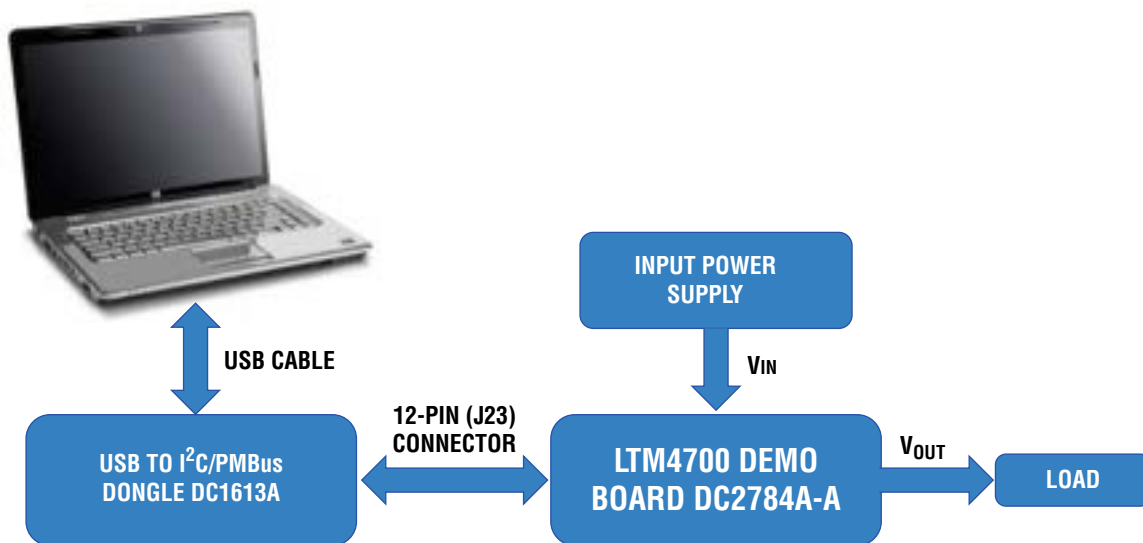 INPUT POWER
SUPPLY
USB CABLE
VIN
12-PIN (J23)
CONNECTOR
USB TO I²C/PMBus
DONGLE DC1613A
LTM4700 DEMO
BOARD DC2784A-A
VOUT
LOAD